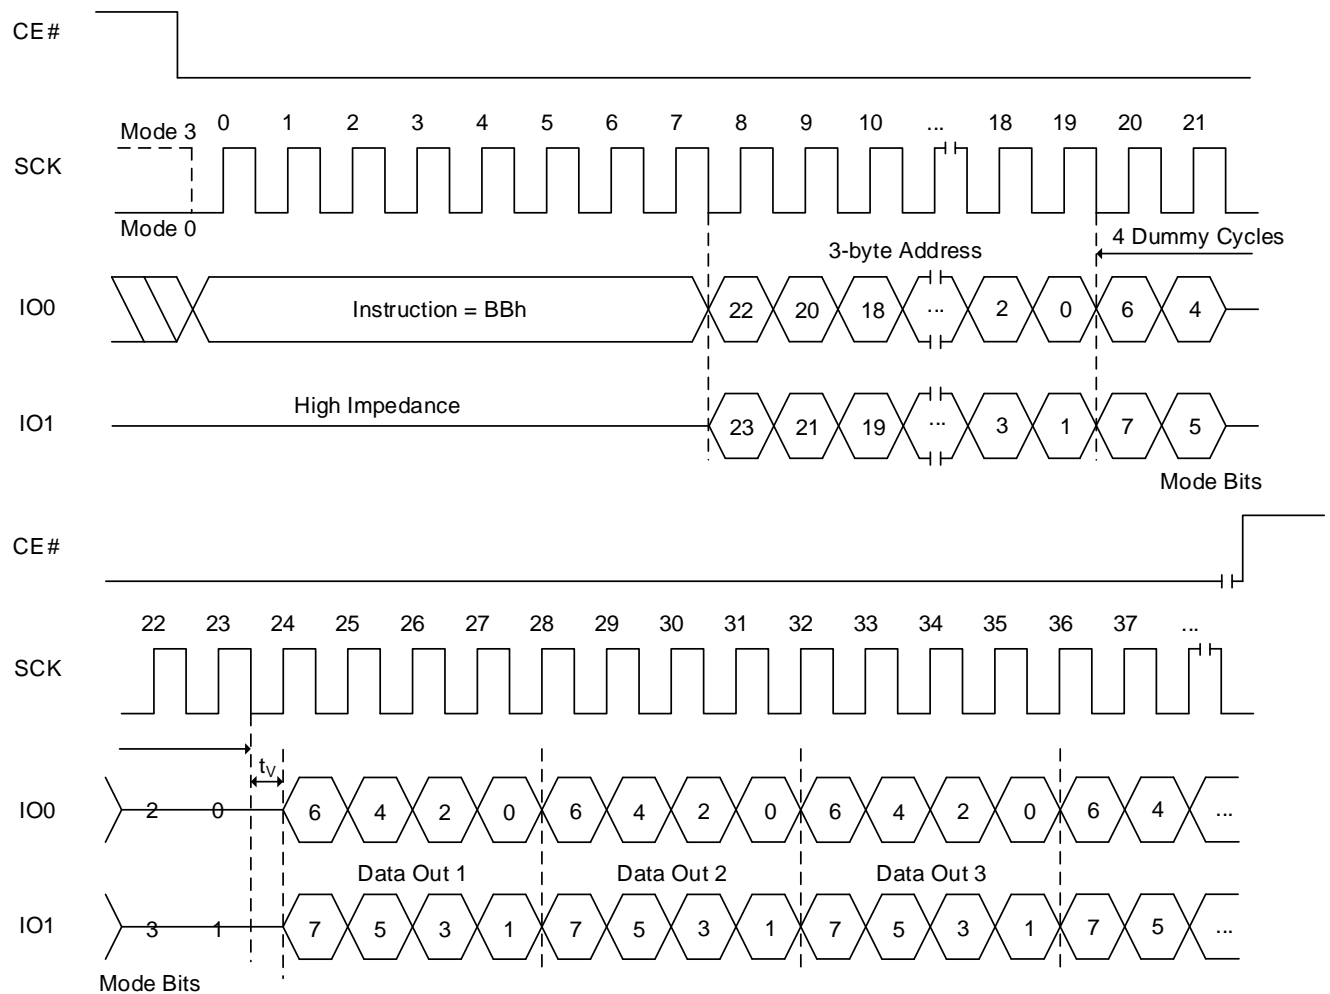 CE#
Mode 3 0 1 2 3 4 5 6 7 8 9 10 ... 18 19 20 21
SCK
Mode 0
3-byte Address 4 Dummy Cycles
IO0 Instruction = BBh 22 20 18 ... 2 0 6 4
High Impedance
IO1 23 21 19 ... 3 1 7 5
Mode Bits
CE#
22 23 24 25 26 27 28 29 30 31 32 33 34 35 36 37 ...
SCK
tV
IO0 2 0 6 4 2 0 6 4 2 0 6 4 2 0 6 4 ...
Data Out 1 Data Out 2 Data Out 3
IO1 3 1 7 5 3 1 7 5 3 1 7 5 3 1 7 5 ...
Mode Bits